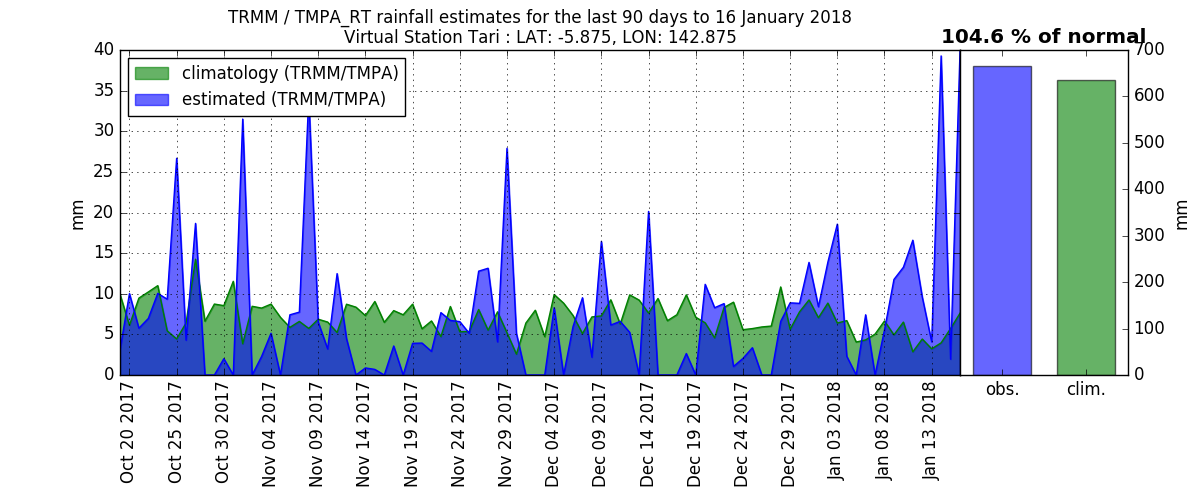 TRMM / TMPA_RT rainfall estimates for the last 90 days to 16 January 2018
Virtual Station Tari : LAT: -5.875, LON: 142.875
104.6 % of normal
climatology (TRMM/TMPA)
estimated (TRMM/TMPA)
mm
40
35
30
25
20
15
10
5
0
Oct 20 2017
Oct 25 2017
Oct 30 2017
Nov 04 2017
Nov 09 2017
Nov 14 2017
Nov 19 2017
Nov 24 2017
Nov 29 2017
Dec 04 2017
Dec 09 2017
Dec 14 2017
Dec 19 2017
Dec 24 2017
Dec 29 2017
Jan 03 2018
Jan 08 2018
Jan 13 2018
obs.
clim.
700
600
500
400
300
200
100
0
mm